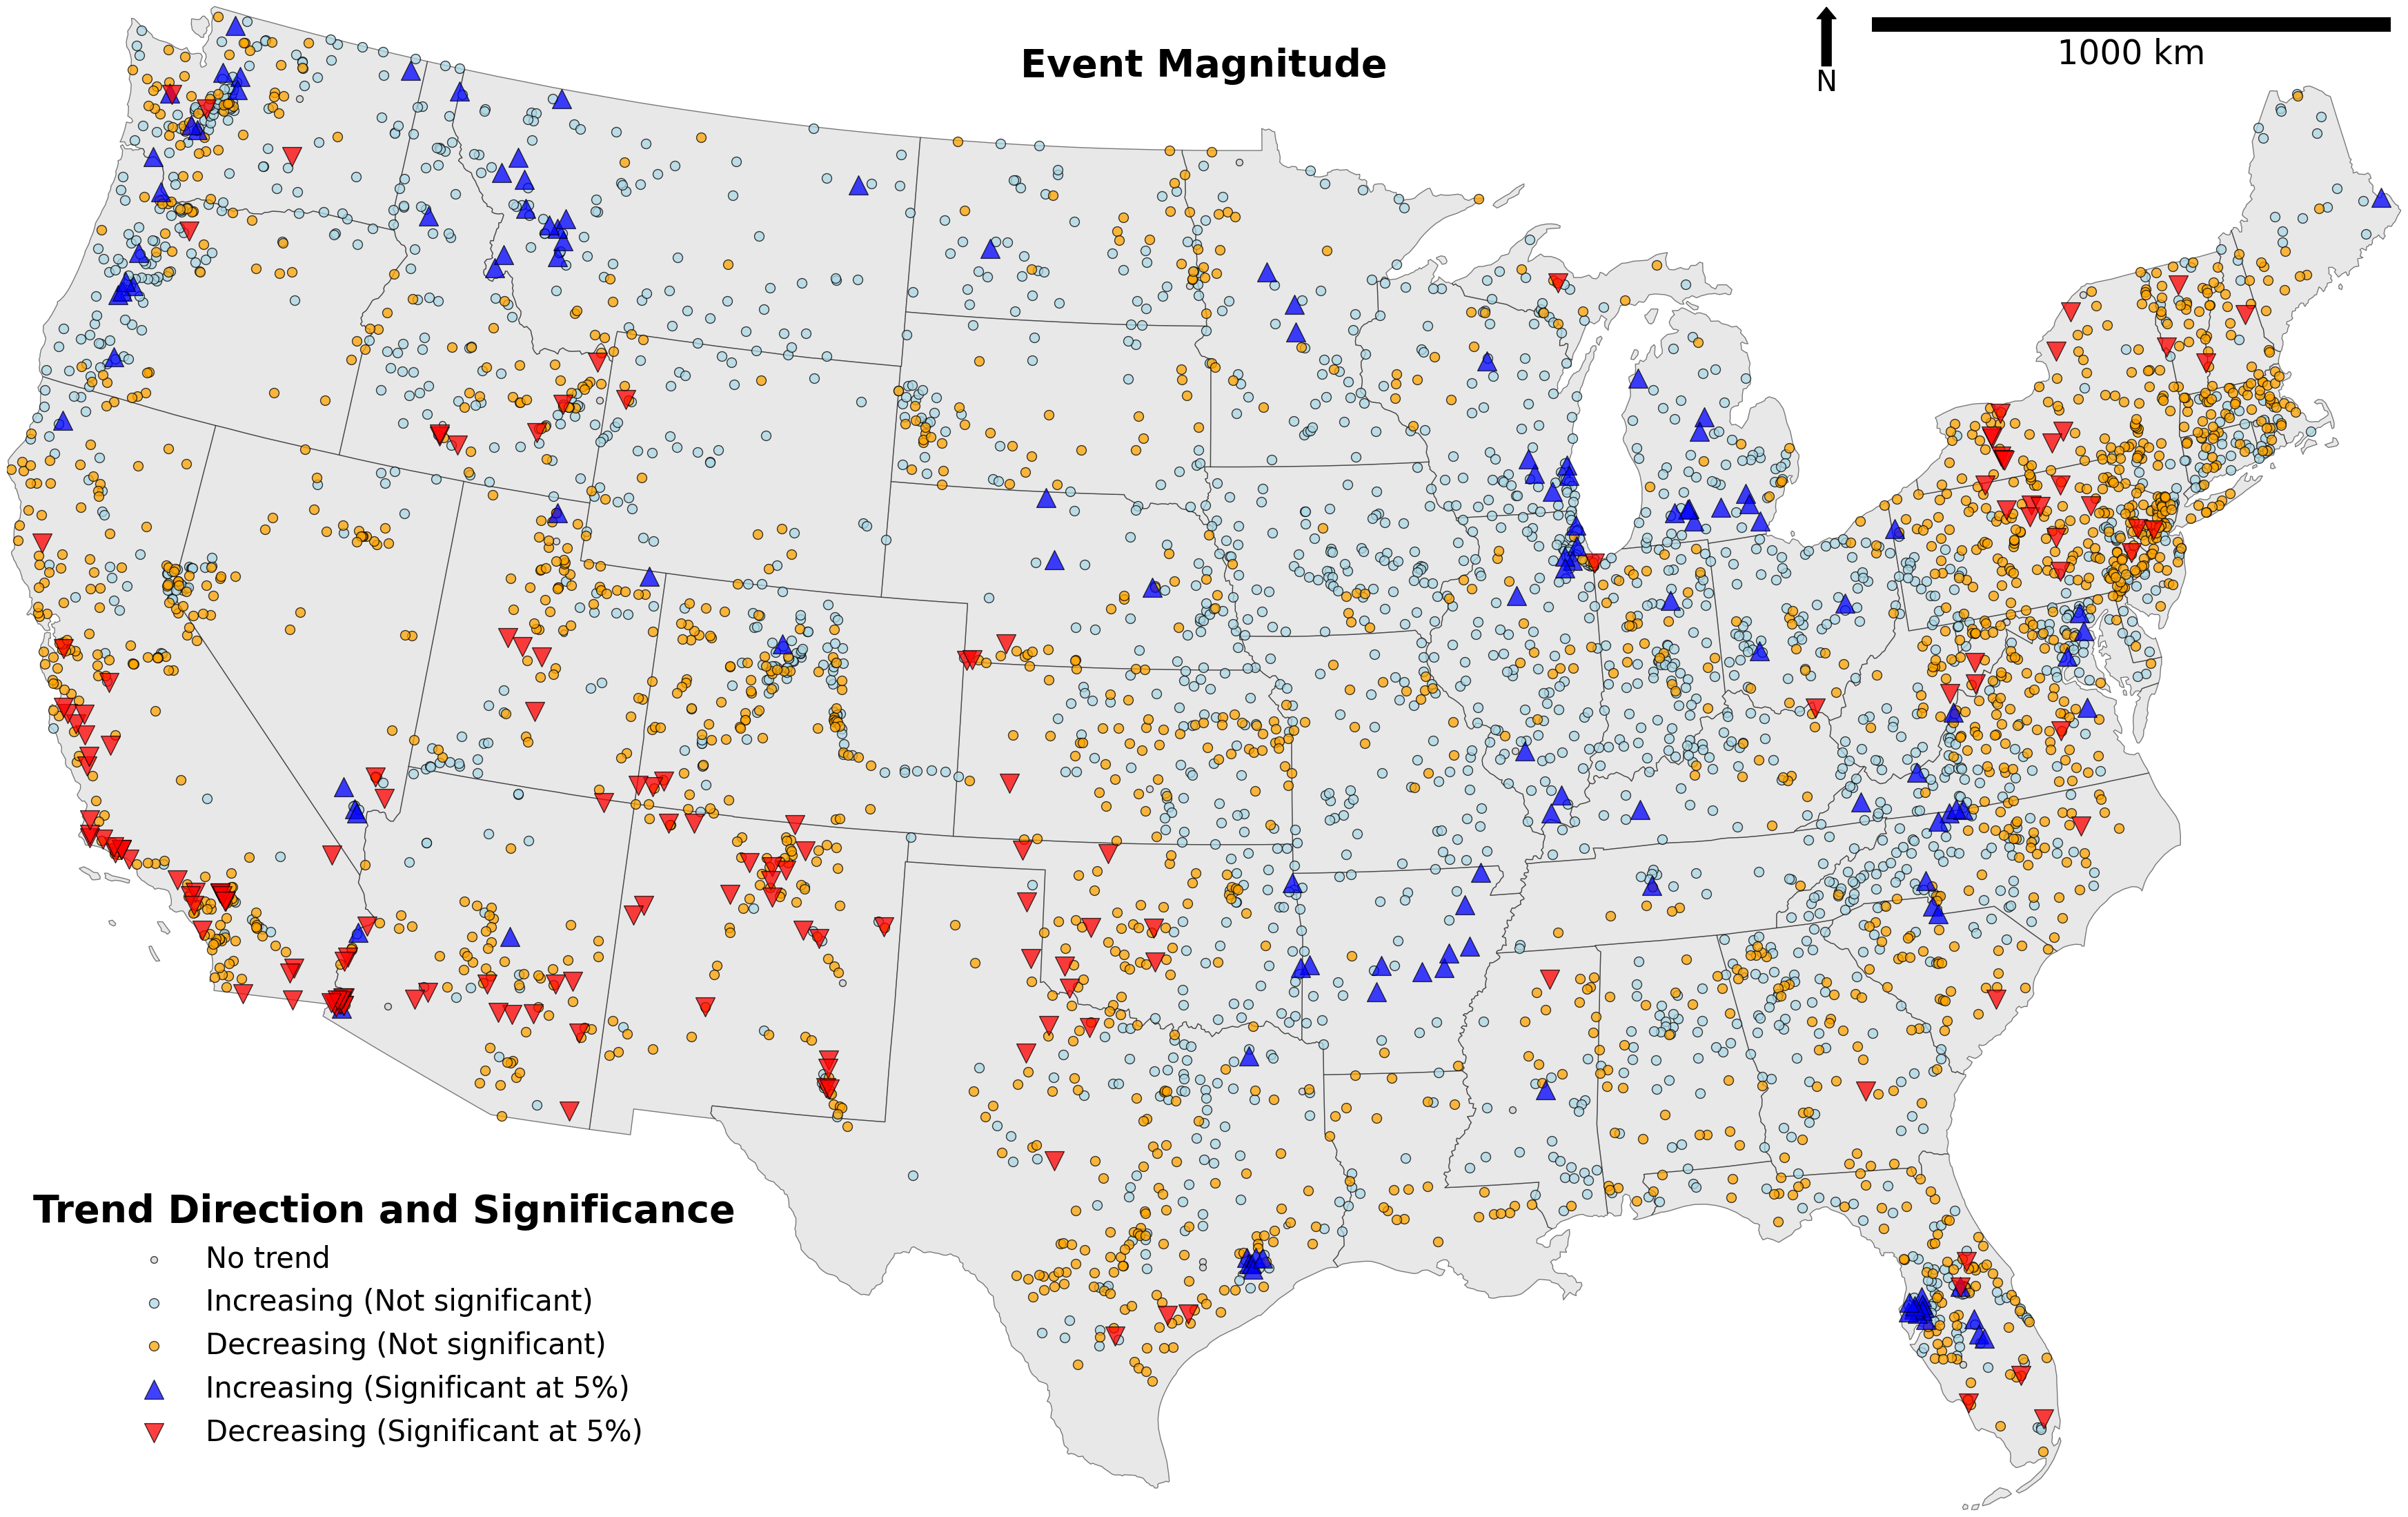 Event Magnitude
1000 km
N
Trend Direction and Significance
No trend
Increasing (Not significant)
Decreasing (Not significant)
Increasing (Significant at 5%)
Decreasing (Significant at 5%)